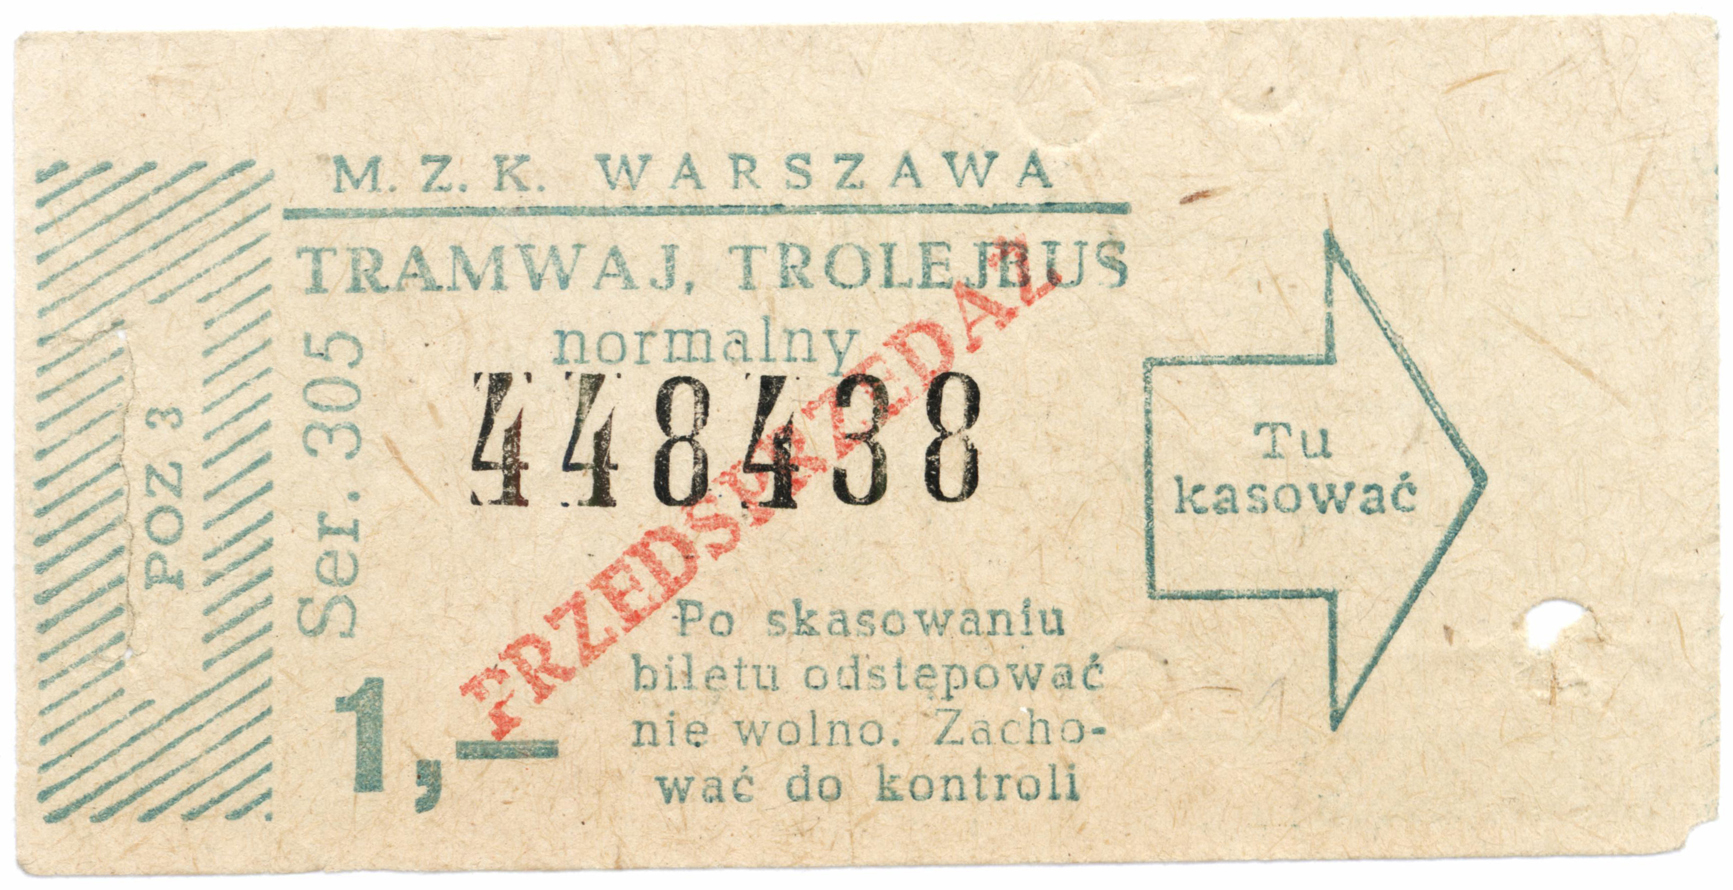 M. Z. K. WARSZAWA
TRAMWAJ, TROLEJBUS
normalny
448438
PRZEDSPRZEDAŻ
POZ 3
Ser. 305
1,—
Po skasowaniu
biletu odstępować
nie wolno. Zacho-
wać do kontroli
Tu
kasować